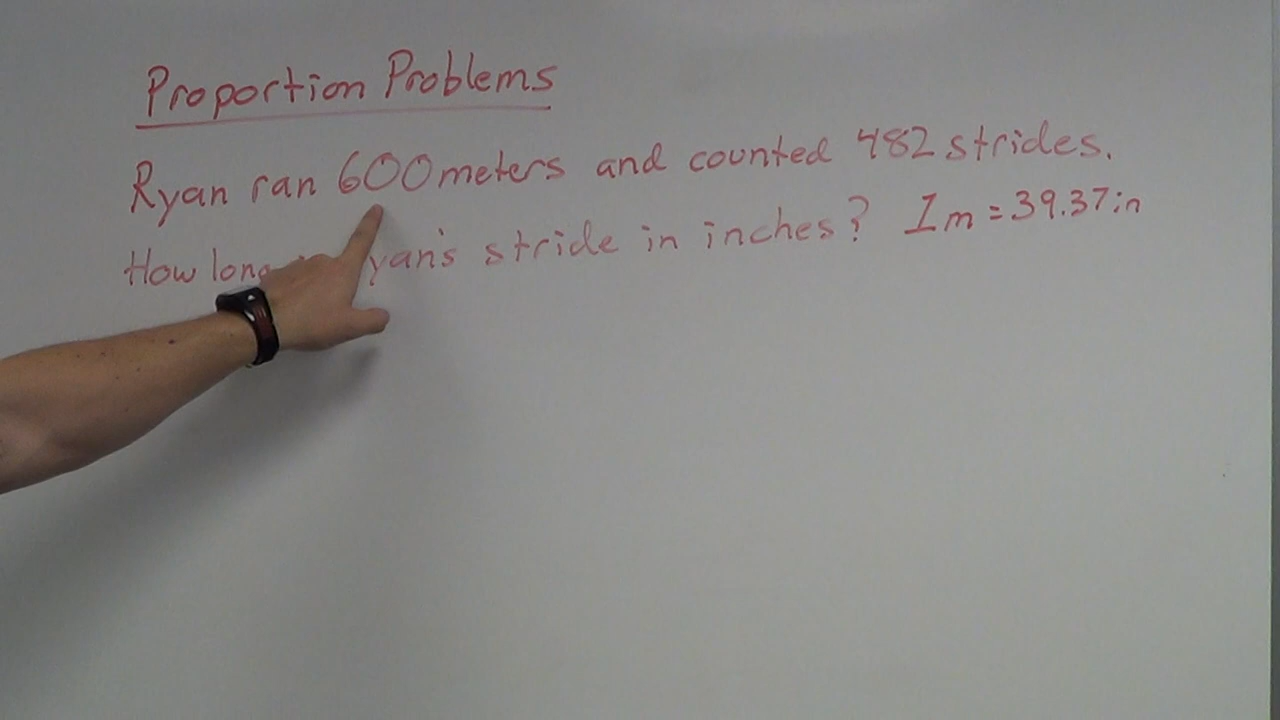 Proportion Problems
Ryan ran 600 meters and counted 482 strides.
How long yan's stride in inches? 1m = 39.37in